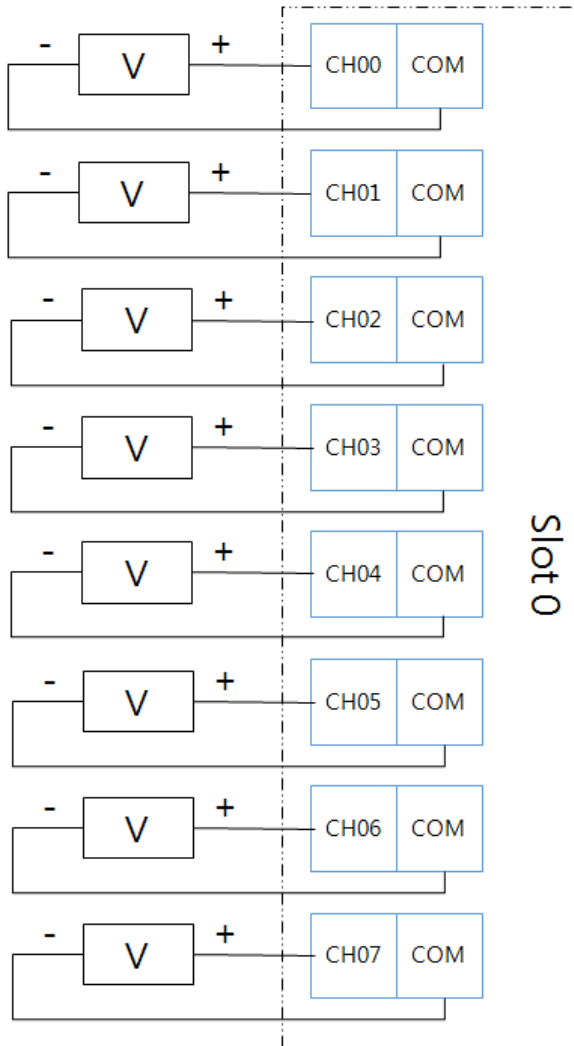 - V + CH00 COM
- V + CH01 COM
- V + CH02 COM
- V + CH03 COM
- V + CH04 COM
- V + CH05 COM
- V + CH06 COM
- V + CH07 COM
Slot 0